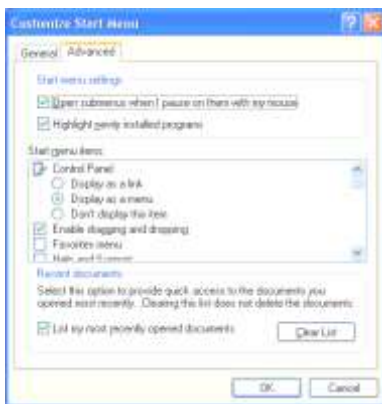 Customize Start Menu
General Advanced
Start menu settings
Open submenus when I pause on them with my mouse
Highlight newly installed programs
Start menu items:
Control Panel
Display as a link
Display as a menu
Don't display this item
Enable dragging and dropping
Favorites menu
Help and Support
Recent documents
Select this option to provide quick access to the documents you
opened most recently. Clearing this list does not delete the documents.
List my most recently opened documents
Clear List
OK Cancel